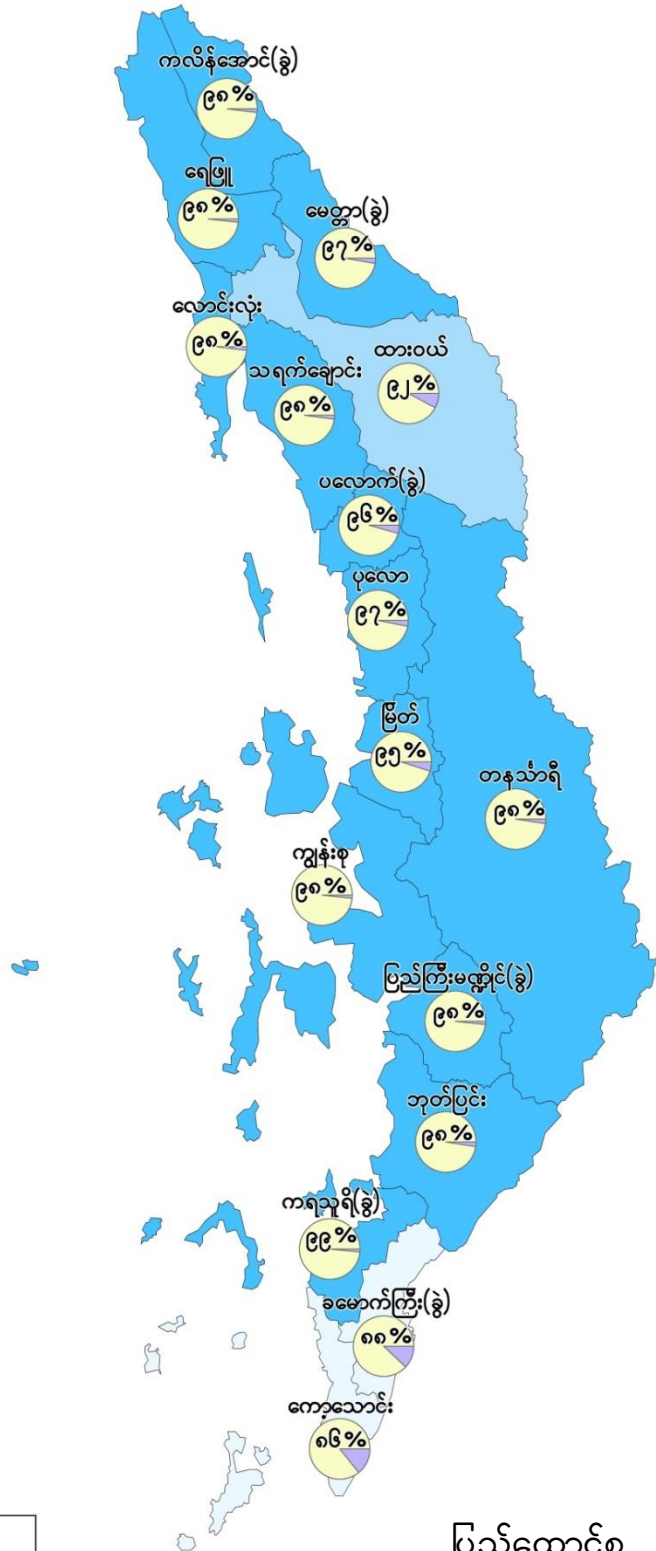 ကလိန်အောင်(ခွဲ)
၉၈%
ရေဖြူ
၉၈%
မေတ္တာ(ခွဲ)
၉၇%
လောင်းလုံး
၉၈%
ထားဝယ်
၉၂%
သရက်ချောင်း
၉၈%
ပလောက်(ခွဲ)
၉၆%
ပုလော
၉၇%
မြိတ်
၉၅%
တနင်္သာရီ
၉၈%
ကျွန်းစု
၉၈%
ပြည်ကြီးမဏ္ဍိုင်(ခွဲ)
၉၈%
ဘုတ်ပြင်း
၉၈%
ကရသူရိ(ခွဲ)
၉၉%
ခမောက်ကြီး(ခွဲ)
၈၈%
ကော့သောင်း
၈၆%
ပြည်ထောင်စု